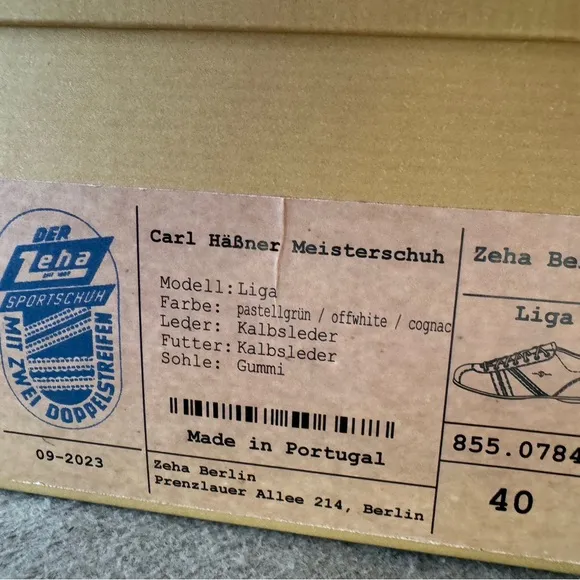 DER
Zeha
SEIT 1897
SPORTSCHUH
MIT ZWEI DOPPELSTREIFEN
09-2023
Carl Häßner Meisterschuh
Modell: Liga
Farbe: pastellgrün / offwhite / cognac
Leder: Kalbsleder
Futter: Kalbsleder
Sohle: Gummi
Made in Portugal
Zeha Berlin
Prenzlauer Allee 214, Berlin
Zeha Be
Liga
855.0784
40